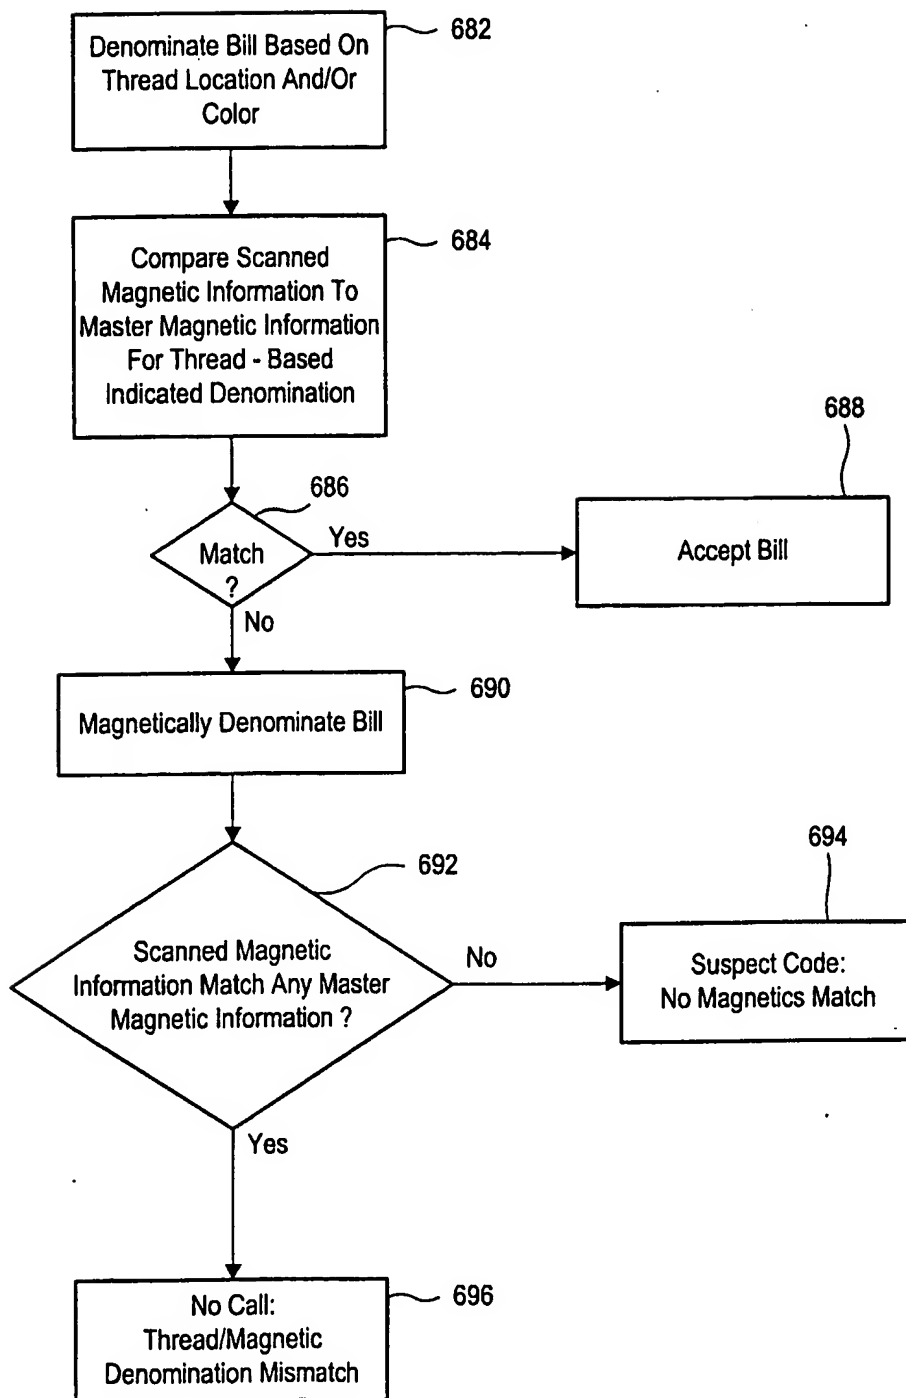 Denominate Bill Based On
Thread Location And/Or
Color
682
Compare Scanned
Magnetic Information To
Master Magnetic Information
For Thread - Based
Indicated Denomination
684
Match
?
686
Yes
Accept Bill
688
No
Magnetically Denominate Bill
690
Scanned Magnetic
Information Match Any Master
Magnetic Information ?
692
No
Suspect Code:
No Magnetics Match
694
Yes
No Call:
Thread/Magnetic
Denomination Mismatch
696